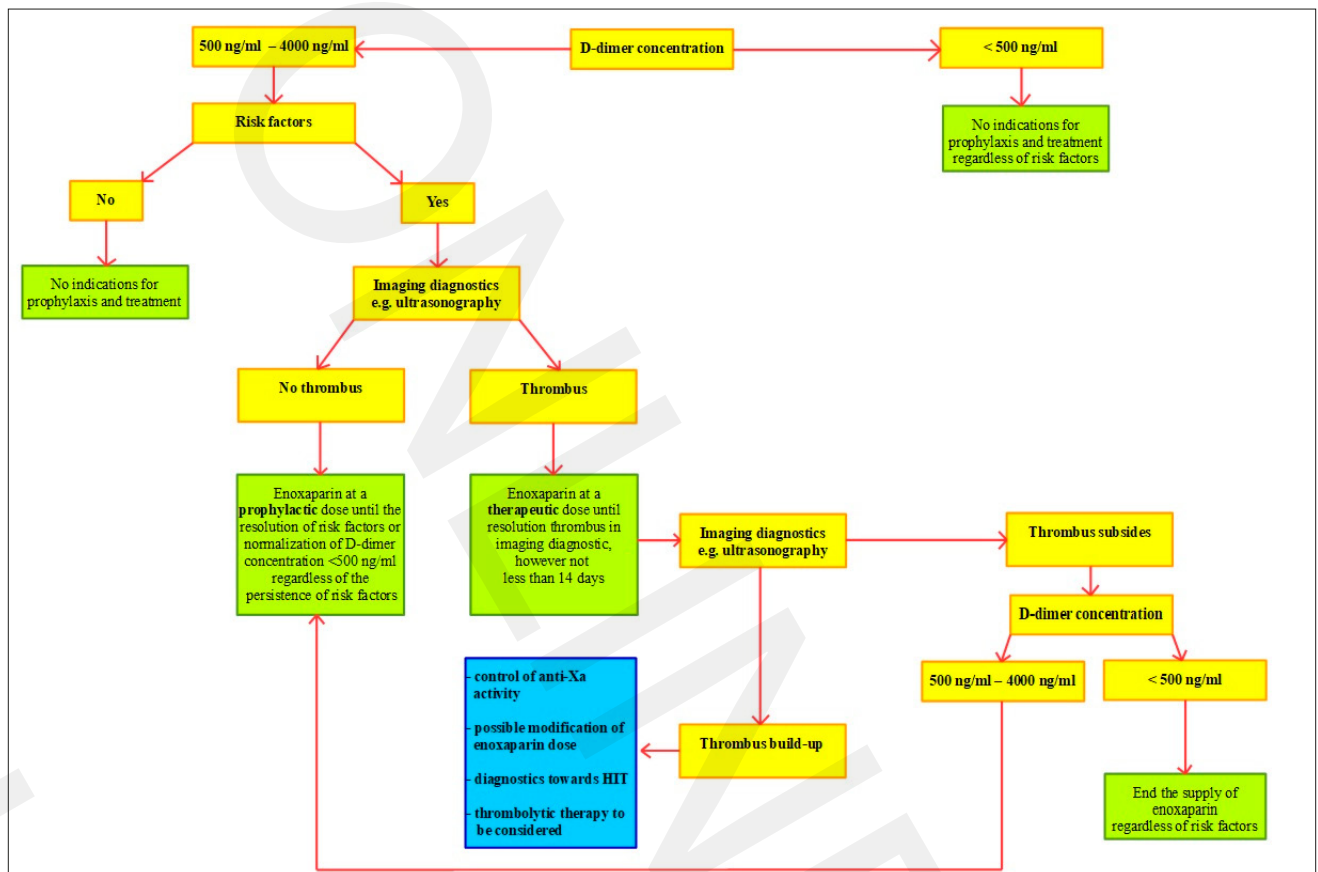 500 ng/ml – 4000 ng/ml
D-dimer concentration
< 500 ng/ml
Risk factors
No indications for
prophylaxis and treatment
regardless of risk factors
No
Yes
No indications for
prophylaxis and treatment
Imaging diagnostics
e.g. ultrasonography
No thrombus
Thrombus
Enoxaparin at a
prophylactic dose until the
resolution of risk factors or
normalization of D-dimer
concentration <500 ng/ml
regardless of the
persistence of risk factors
Enoxaparin at a
therapeutic dose until
resolution thrombus in
imaging diagnostic,
however not
less than 14 days
Imaging diagnostics
e.g. ultrasonography
Thrombus subsides
D-dimer concentration
500 ng/ml – 4000 ng/ml
< 500 ng/ml
- control of anti-Xa
activity
- possible modification of
enoxaparin dose
- diagnostics towards HIT
- thrombolytic therapy to
be considered
Thrombus build-up
End the supply of
enoxaparin
regardless of risk factors
ONLINE